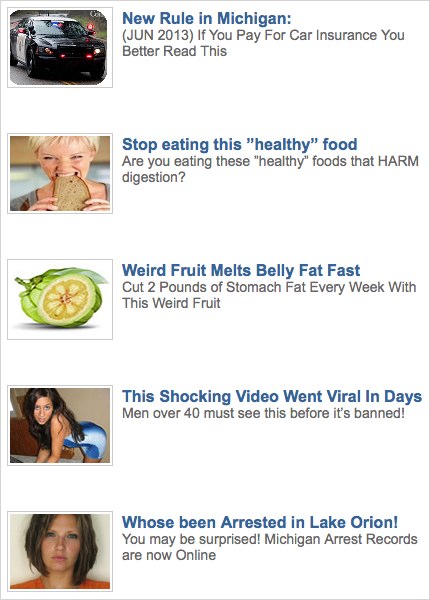 New Rule in Michigan:
(JUN 2013) If You Pay For Car Insurance You
Better Read This
Stop eating this ”healthy” food
Are you eating these ”healthy” foods that HARM
digestion?
Weird Fruit Melts Belly Fat Fast
Cut 2 Pounds of Stomach Fat Every Week With
This Weird Fruit
This Shocking Video Went Viral In Days
Men over 40 must see this before it’s banned!
Whose been Arrested in Lake Orion!
You may be surprised! Michigan Arrest Records
are now Online